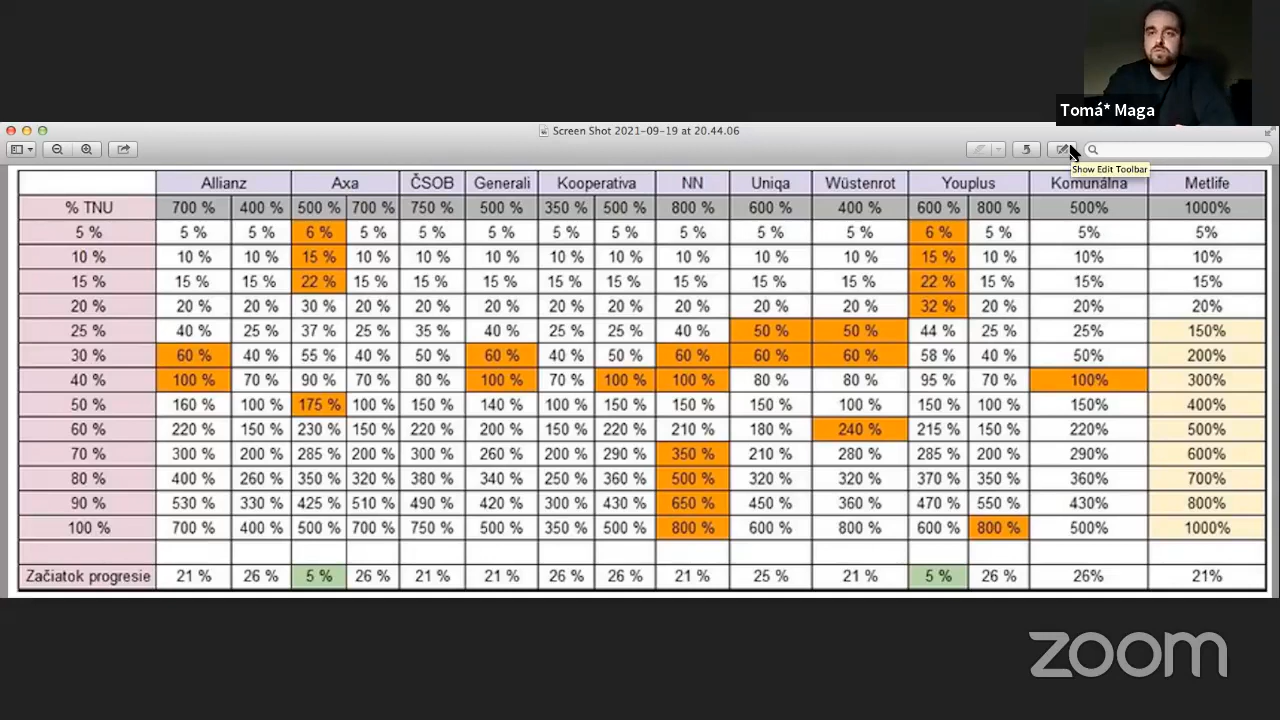 Tomá* Maga
Screen Shot 2021-09-19 at 20.44.06
5
Show Edit Toolbar
Allianz Axa ČSOB Generali Kooperativa NN Uniqa Wüstenrot Youplus Komunálna Metlife
% TNU 700 % 400 % 500 % 700 % 750 % 500 % 350 % 500 % 800 % 600 % 400 % 600 % 800 % 500% 1000%
5 % 5 % 5 % 6 % 5 % 5 % 5 % 5 % 5 % 5 % 5 % 5 % 6 % 5 % 5% 5%
10 % 10 % 10 % 15 % 10 % 10 % 10 % 10 % 10 % 10 % 10 % 10 % 15 % 10 % 10% 10%
15 % 15 % 15 % 22 % 15 % 15 % 15 % 15 % 15 % 15 % 15 % 15 % 22 % 15 % 15% 15%
20 % 20 % 20 % 30 % 20 % 20 % 20 % 20 % 20 % 20 % 20 % 20 % 32 % 20 % 20% 20%
25 % 40 % 25 % 37 % 25 % 35 % 40 % 25 % 25 % 40 % 50 % 50 % 44 % 25 % 25% 150%
30 % 60 % 40 % 55 % 40 % 50 % 60 % 40 % 50 % 60 % 60 % 60 % 58 % 40 % 50% 200%
40 % 100 % 70 % 90 % 70 % 80 % 100 % 70 % 100 % 100 % 80 % 80 % 95 % 70 % 100% 300%
50 % 160 % 100 % 175 % 100 % 150 % 140 % 100 % 150 % 150 % 150 % 100 % 150 % 100 % 150% 400%
60 % 220 % 150 % 230 % 150 % 220 % 200 % 150 % 220 % 210 % 180 % 240 % 215 % 150 % 220% 500%
70 % 300 % 200 % 285 % 200 % 300 % 260 % 200 % 290 % 350 % 210 % 280 % 285 % 200 % 290% 600%
80 % 400 % 260 % 350 % 320 % 380 % 340 % 250 % 360 % 500 % 320 % 320 % 370 % 350 % 360% 700%
90 % 530 % 330 % 425 % 510 % 490 % 420 % 300 % 430 % 650 % 450 % 360 % 470 % 550 % 430% 800%
100 % 700 % 400 % 500 % 700 % 750 % 500 % 350 % 500 % 800 % 600 % 800 % 600 % 800 % 500% 1000%
Začiatok progresie 21 % 26 % 5 % 26 % 21 % 21 % 26 % 26 % 21 % 25 % 21 % 5 % 26 % 26% 21%
zoom